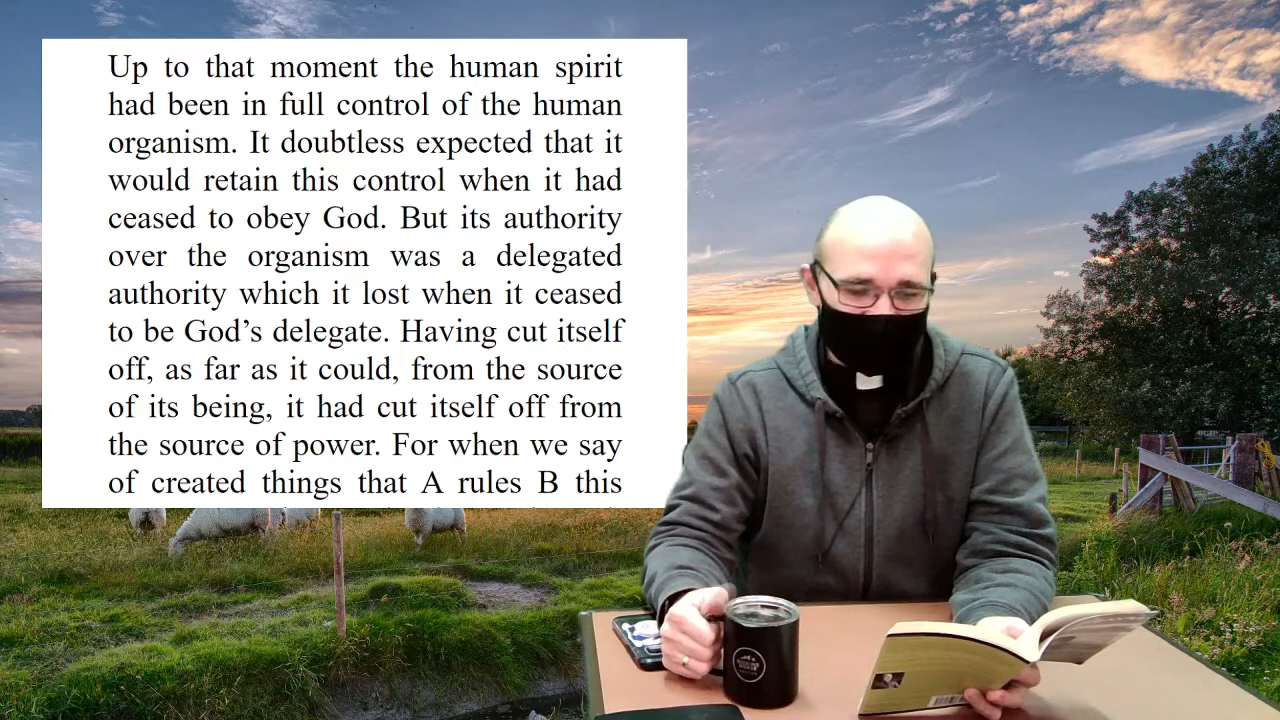 Up to that moment the human spirit
had been in full control of the human
organism. It doubtless expected that it
would retain this control when it had
ceased to obey God. But its authority
over the organism was a delegated
authority which it lost when it ceased
to be God’s delegate. Having cut itself
off, as far as it could, from the source
of its being, it had cut itself off from
the source of power. For when we say
of created things that A rules B this